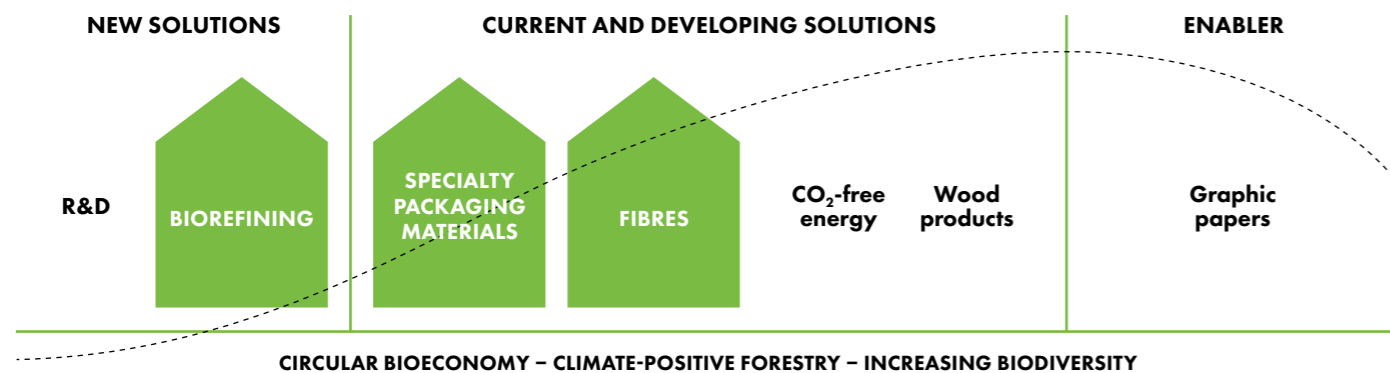 NEW SOLUTIONS
CURRENT AND DEVELOPING SOLUTIONS
ENABLER
R&D
BIOREFINING
SPECIALTY
PACKAGING
MATERIALS
FIBRES
CO₂-free
energy
Wood
products
Graphic
papers
CIRCULAR BIOECONOMY – CLIMATE-POSITIVE FORESTRY – INCREASING BIODIVERSITY